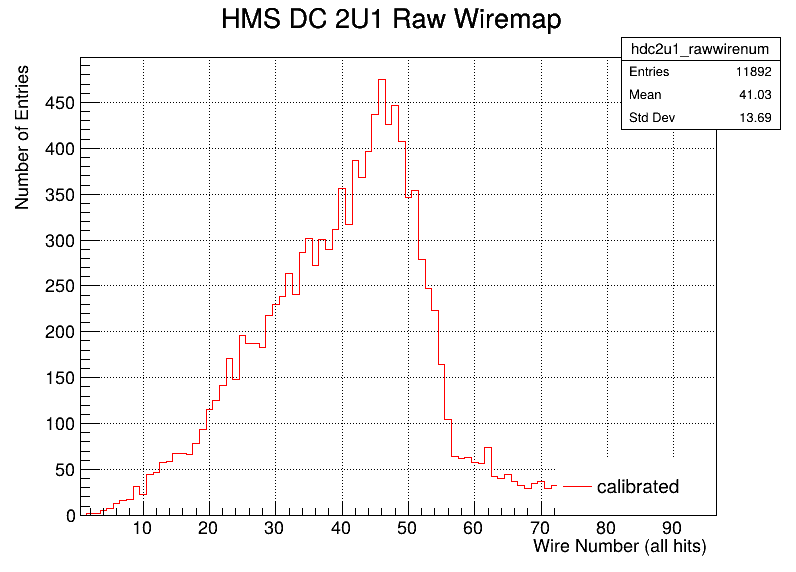 HMS DC 2U1 Raw Wiremap
hdc2u1_rawwirenum
Entries 11892
Mean 41.03
Std Dev 13.69
Number of Entries
450
400
350
300
250
200
150
100
50
0
10 20 30 40 50 60 70 80 90
calibrated
Wire Number (all hits)